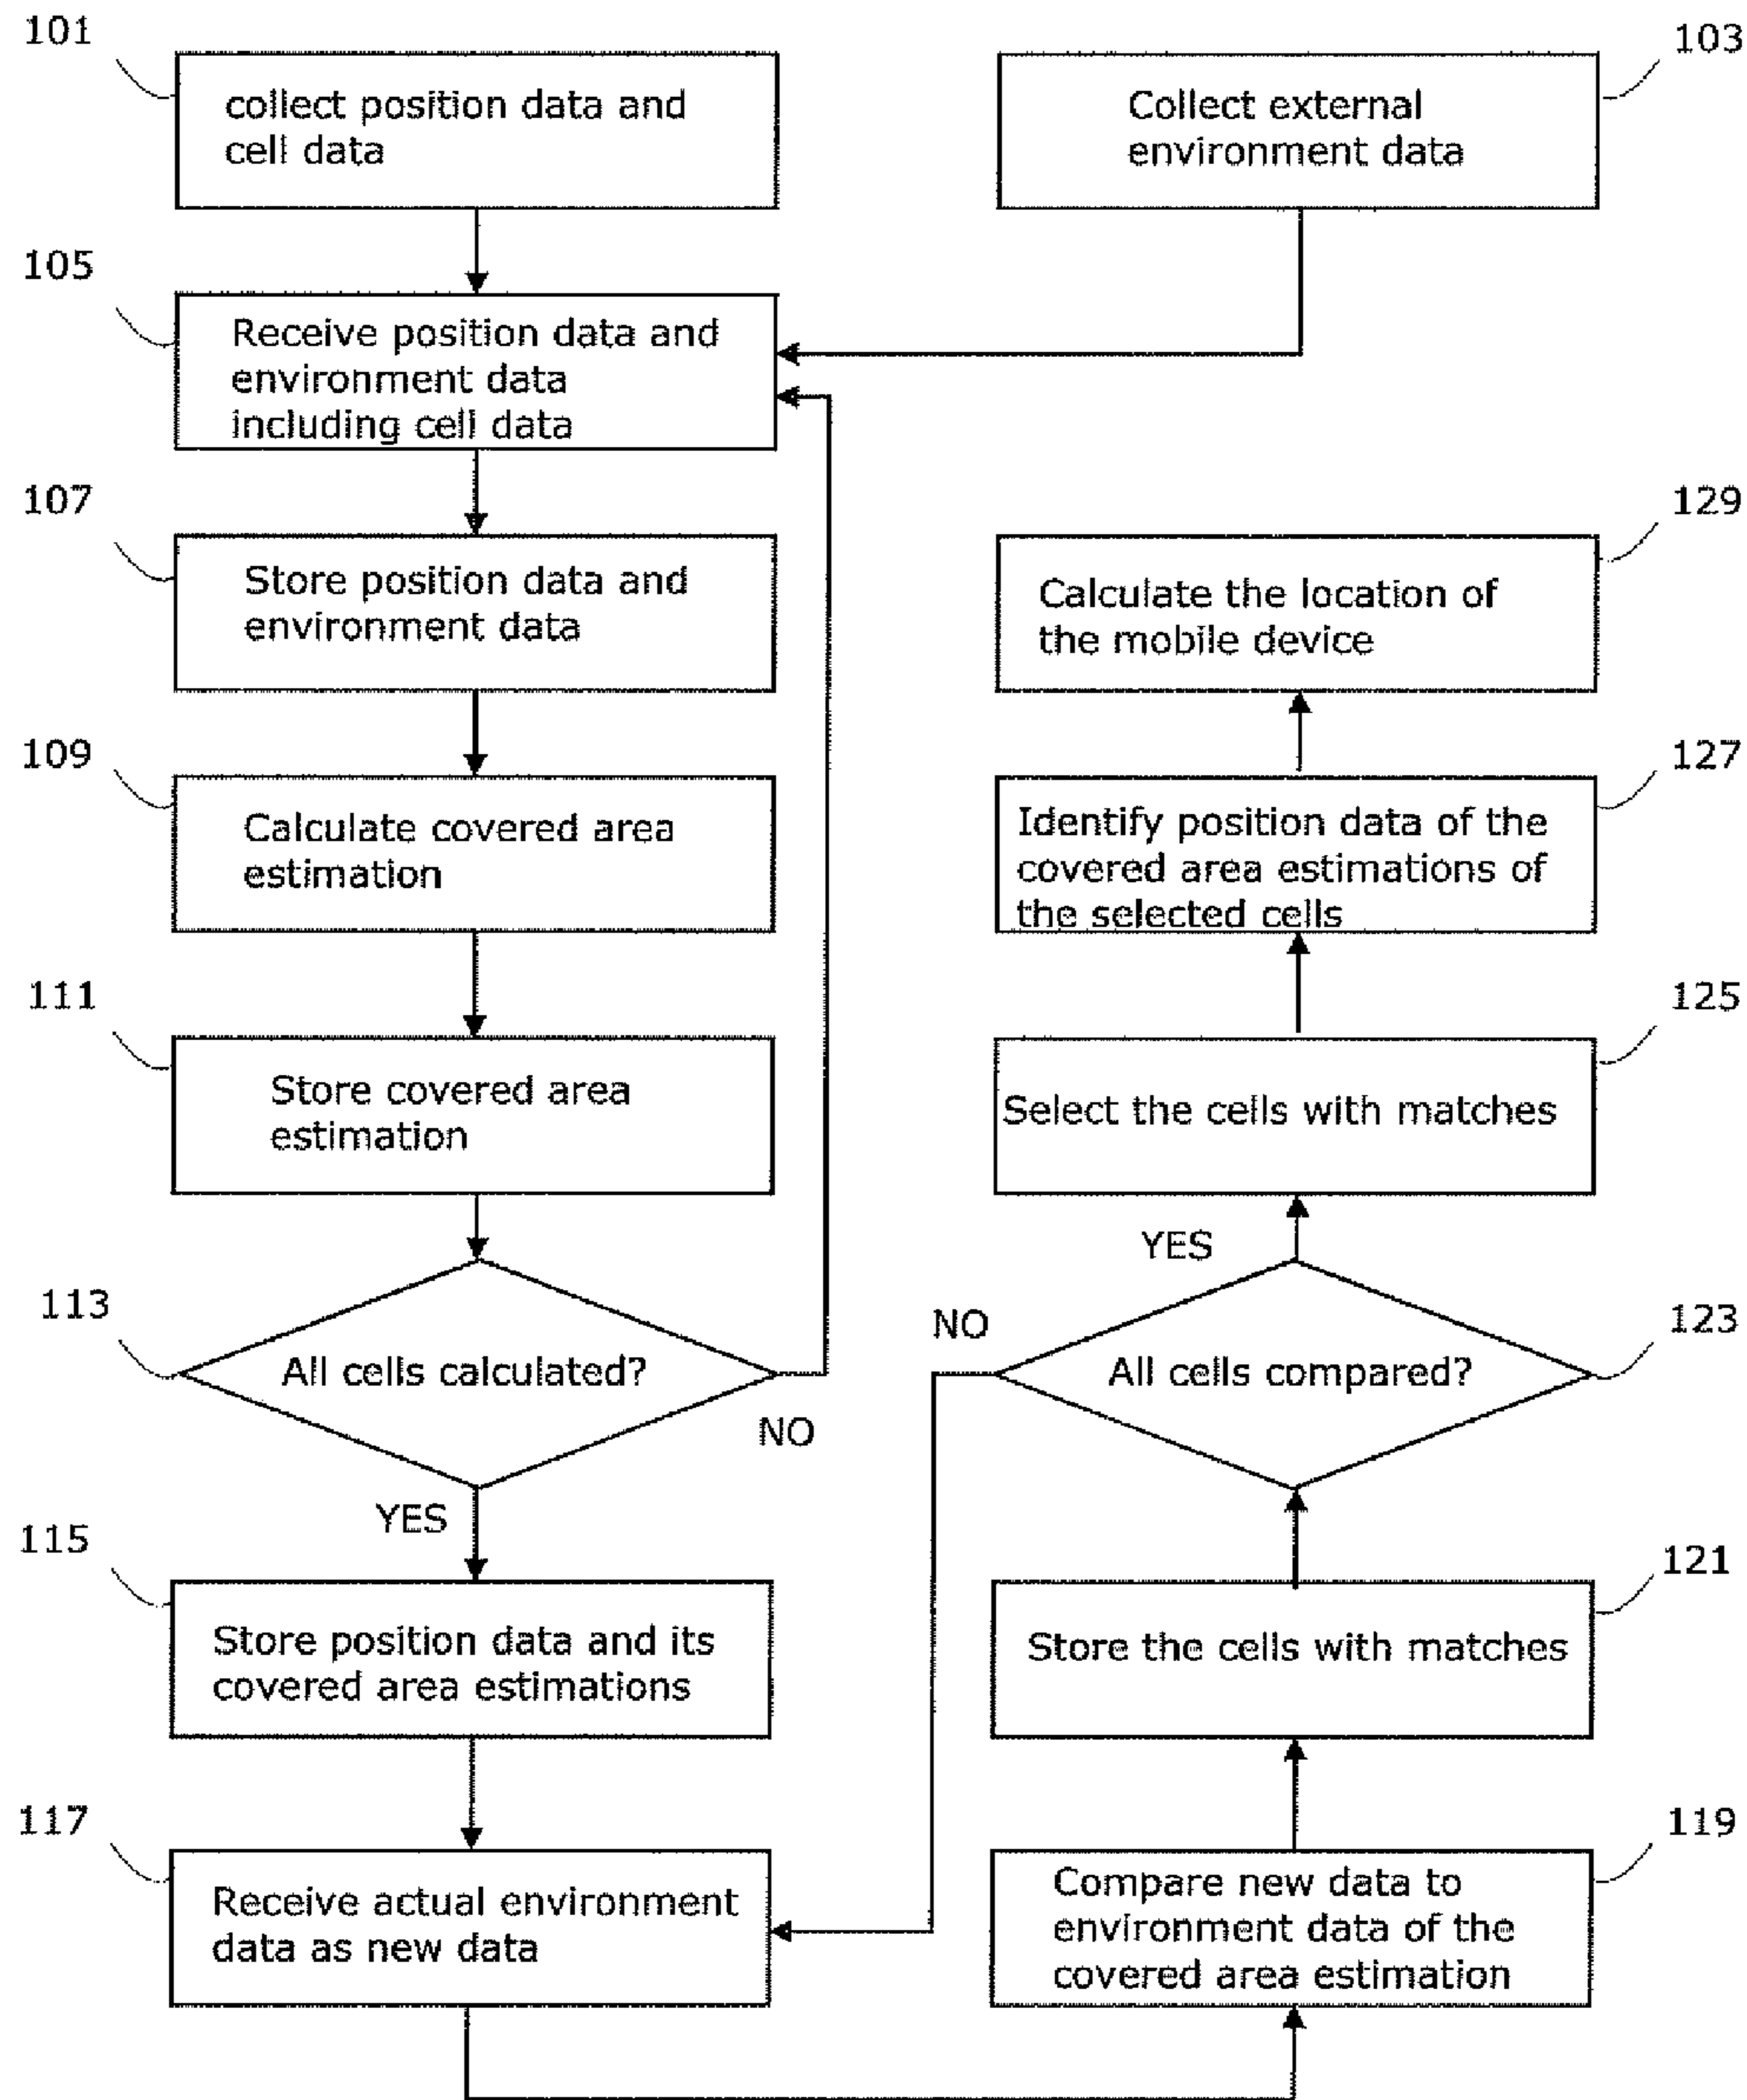 101
collect position data and
cell data
103
Collect external
environment data
105
Receive position data and
environment data
including cell data
107
Store position data and
environment data
109
Calculate covered area
estimation
111
Store covered area
estimation
113
All cells calculated?
NO
YES
115
Store position data and its
covered area estimations
117
Receive actual environment
data as new data
119
Compare new data to
environment data of the
covered area estimation
121
Store the cells with matches
123
All cells compared?
NO
YES
125
Select the cells with matches
127
Identify position data of the
covered area estimations of
the selected cells
129
Calculate the location of
the mobile device